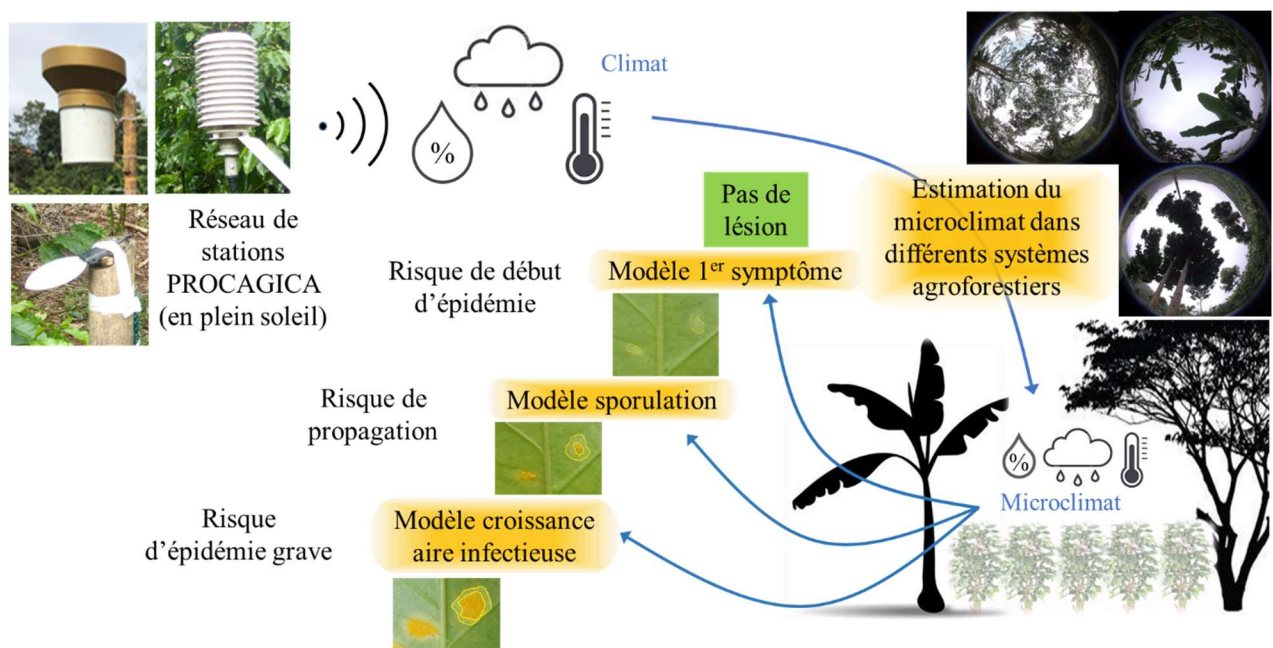 Climat
%
Réseau de
stations
PROCAGICA
(en plein soleil)
Estimation du
microclimat dans
différents systèmes
agroforestiers
Pas de
lésion
Risque de début
d’épidémie
Modèle 1er symptôme
Risque de
propagation
Modèle sporulation
%
Microclimat
Risque
d’épidémie grave
Modèle croissance
aire infectieuse